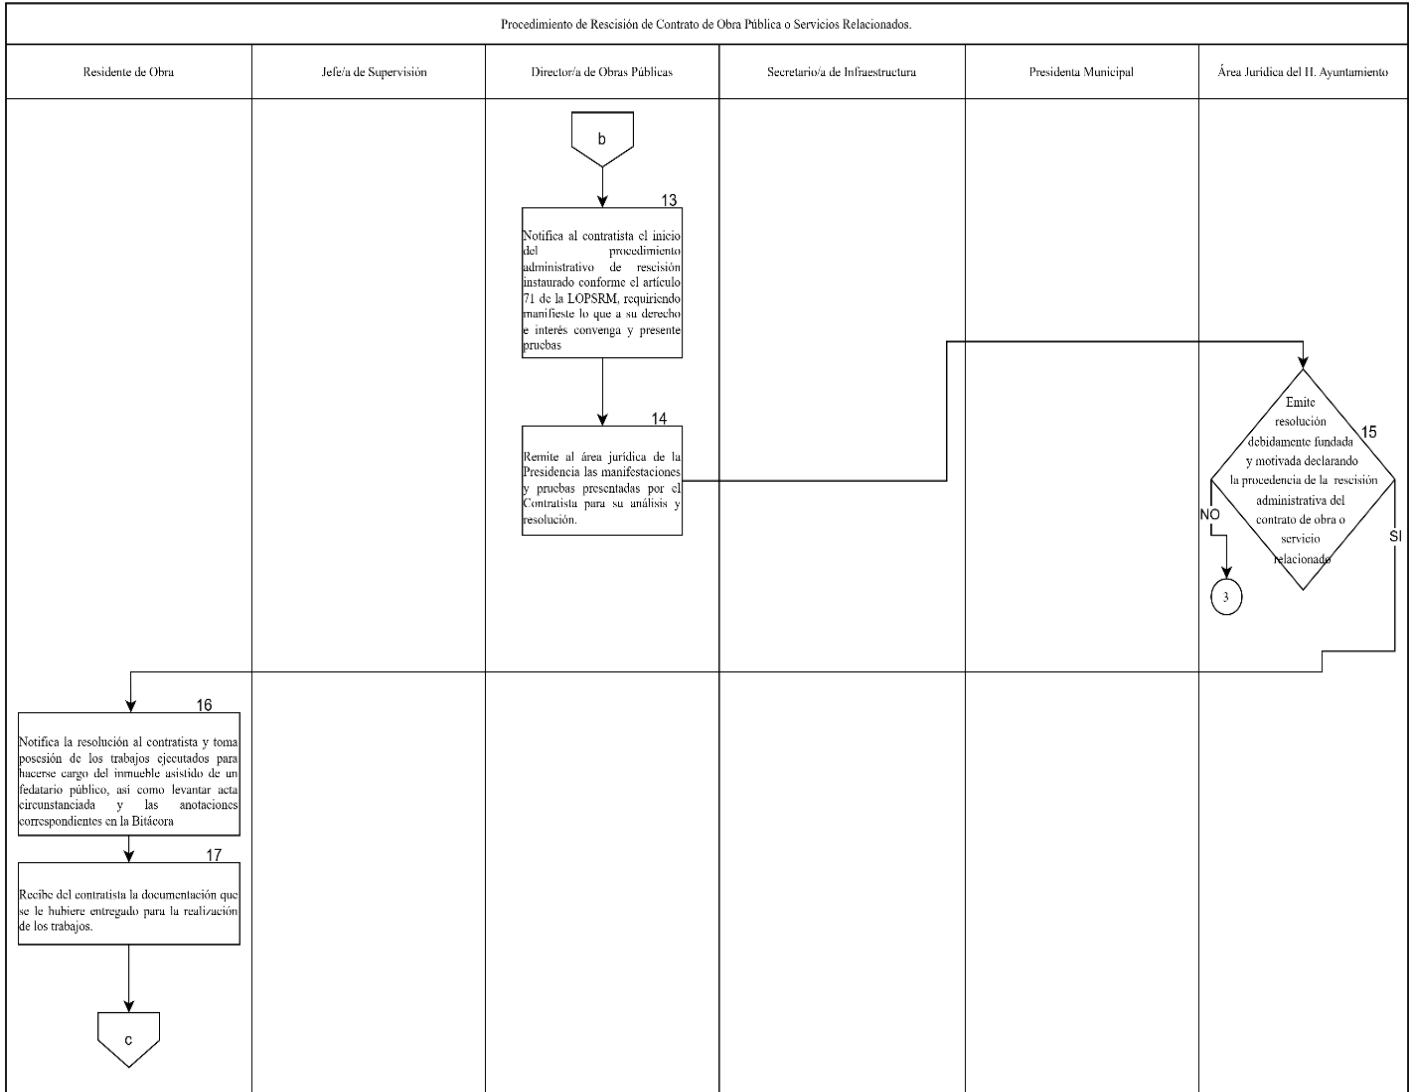 Procedimiento de Rescisión de Contrato de Obra Pública o Servicios Relacionados.
Residente de Obra
Jefe/a de Supervisión
Director/a de Obras Públicas
Secretario/a de Infraestructura
Presidenta Municipal
Área Jurídica del H. Ayuntamiento
b
13
Notifica al contratista el inicio
del procedimiento
administrativo de rescisión
instaurado conforme el artículo
71 de la LOPSRM, requiriendo
manifieste lo que a su derecho
e interés convenga y presente
pruebas
14
Remite al área jurídica de la
Presidencia las manifestaciones
y pruebas presentadas por el
Contratista para su análisis y
resolución.
Emite
resolución
debidamente fundada
y motivada declarando
la procedencia de la rescisión
administrativa del
contrato de obra o
servicio
relacionado
15
NO
SI
3
16
Notifica la resolución al contratista y toma
posesión de los trabajos ejecutados para
hacerse cargo del inmueble asistido de un
fedatario público, así como levantar acta
circunstanciada y las anotaciones
correspondientes en la Bitácora
17
Recibe del contratista la documentación que
se le hubiere entregado para la realización
de los trabajos.
c